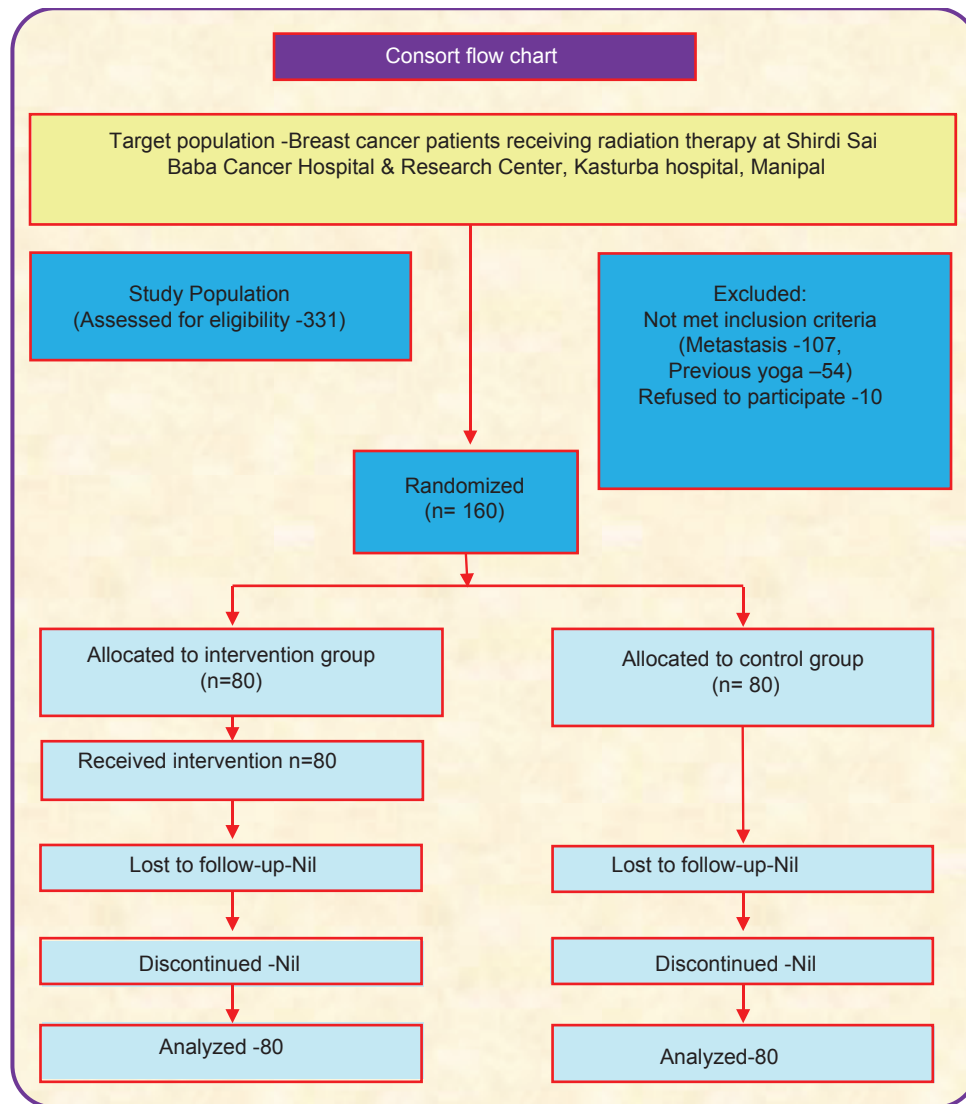 Consort flow chart
Target population -Breast cancer patients receiving radiation therapy at Shirdi Sai
Baba Cancer Hospital & Research Center, Kasturba hospital, Manipal
Study Population
(Assessed for eligibility -331)
Excluded:
Not met inclusion criteria
(Metastasis -107,
Previous yoga –54)
Refused to participate -10
Randomized
(n= 160)
Allocated to intervention group
(n=80)
Allocated to control group
(n= 80)
Received intervention n=80
Lost to follow-up-Nil
Lost to follow-up-Nil
Discontinued -Nil
Discontinued -Nil
Analyzed -80
Analyzed-80